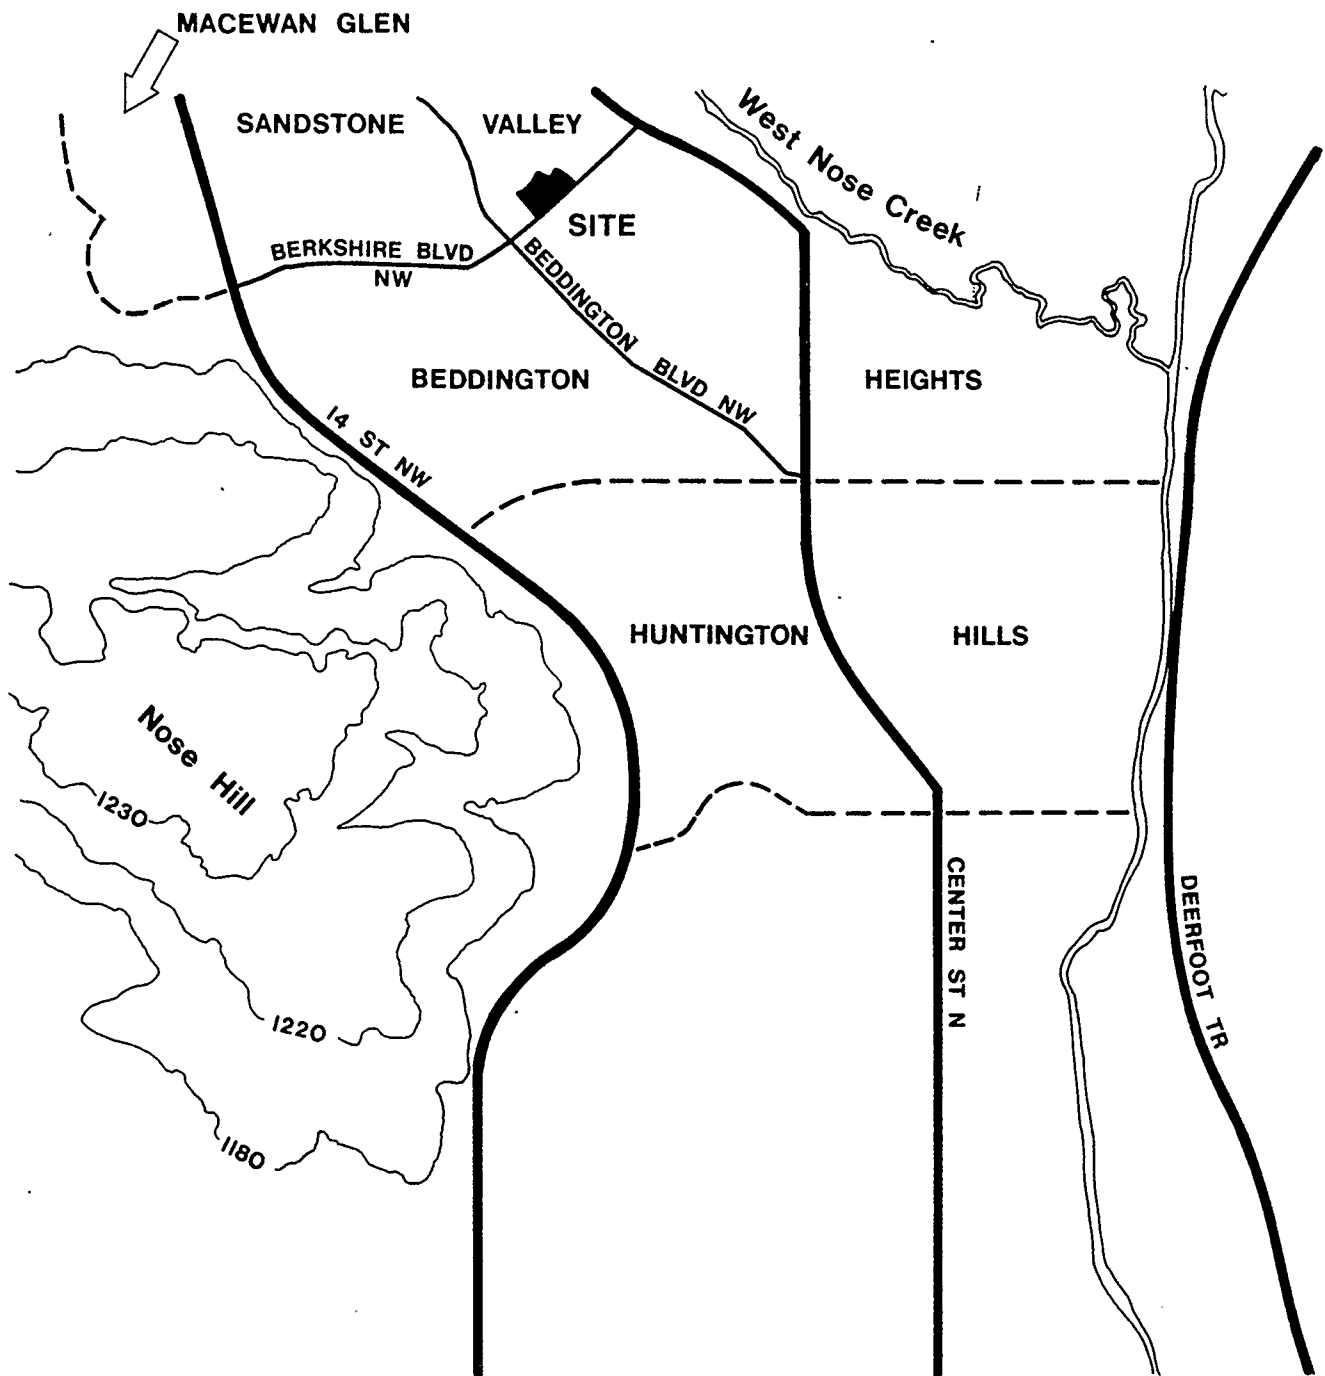 MACEWAN GLEN
SANDSTONE VALLEY
West Nose Creek
SITE
BERKSHIRE BLVD
NW
BEDDINGTON BLVD NW
BEDDINGTON HEIGHTS
14 ST NW
HUNTINGTON HILLS
Nose Hill
1230
CENTER ST N
DEERFOOT TR
1220
1180